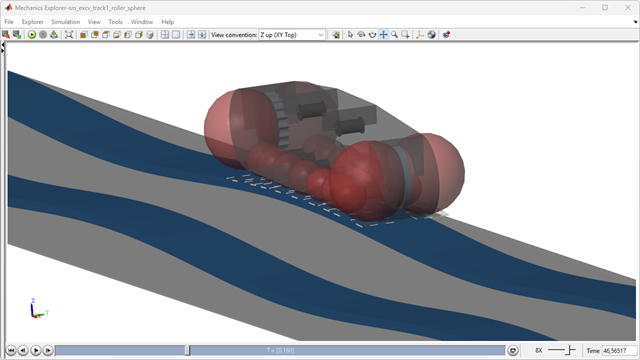 Mechanics Explorer-sm_excv_track1_roller_sphere
File Explorer Simulation View Tools Window Help
View convention: Z up (XY Top)
Z
Y
T = [0,160]
8X Time 46,56517